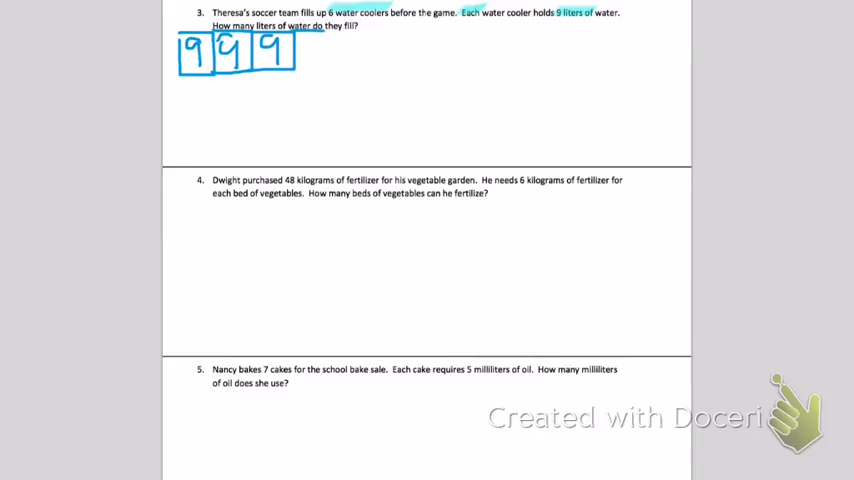 3. Theresa's soccer team fills up 6 water coolers before the game. Each water cooler holds 9 liters of water.
How many liters of water do they fill?
9 9 9
4. Dwight purchased 48 kilograms of fertilizer for his vegetable garden. He needs 6 kilograms of fertilizer for
each bed of vegetables. How many beds of vegetables can he fertilize?
5. Nancy bakes 7 cakes for the school bake sale. Each cake requires 5 milliliters of oil. How many milliliters
of oil does she use?
Created with Doceri